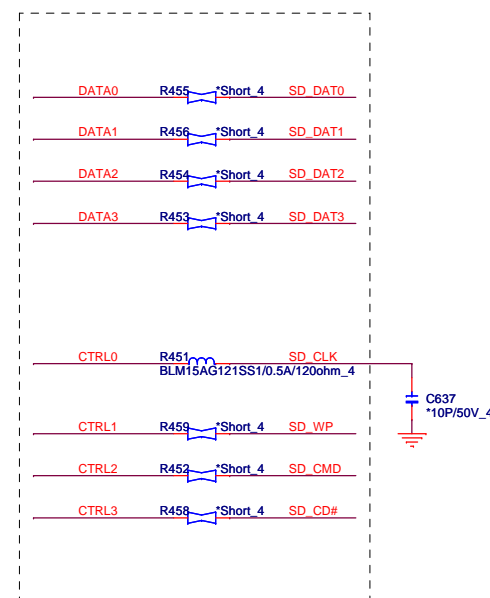 DATA0 R455 *Short_4 SD_DAT0
DATA1 R456 *Short_4 SD_DAT1
DATA2 R454 *Short_4 SD_DAT2
DATA3 R453 *Short_4 SD_DAT3
CTRL0 R451 SD_CLK
BLM15AG121SS1/0.5A/120ohm_4
C637
*10P/50V_4
CTRL1 R459 *Short_4 SD_WP
CTRL2 R452 *Short_4 SD_CMD
CTRL3 R458 *Short_4 SD_CD#